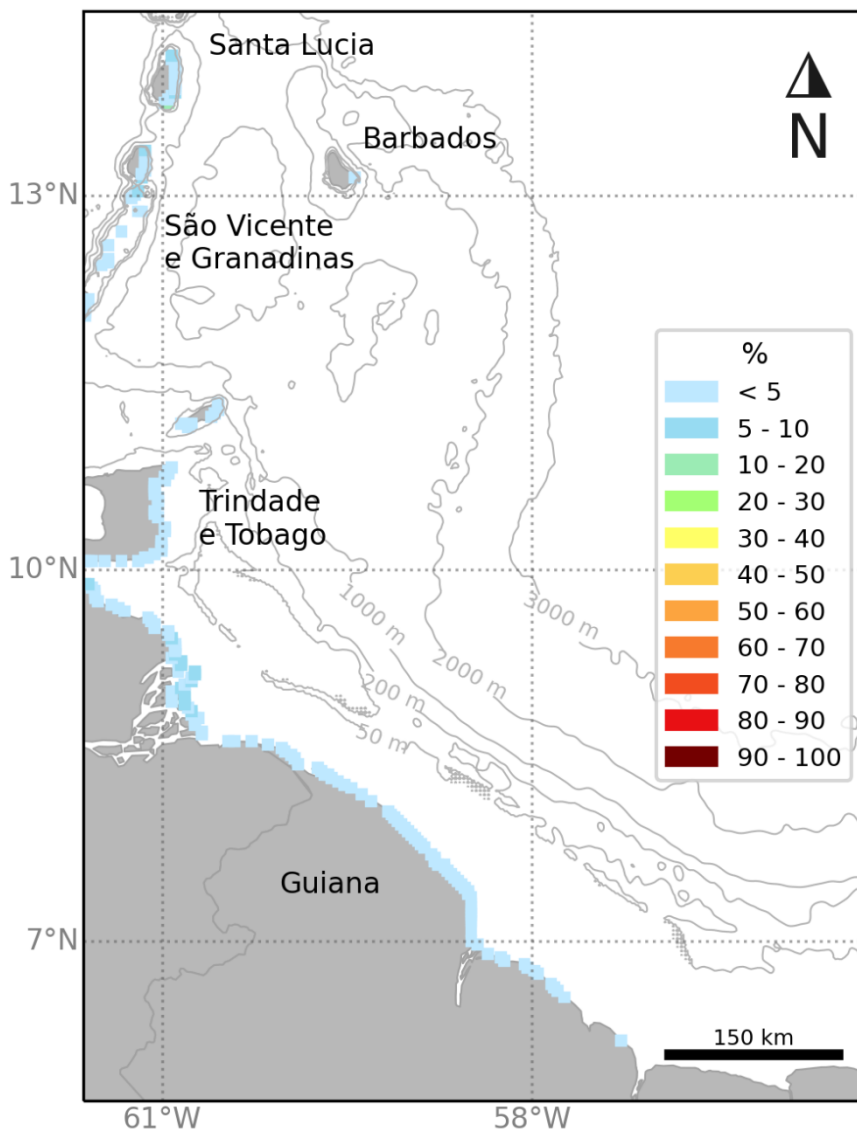 Santa Lucia
Barbados
N
13°N
São Vicente
e Granadinas
%
< 5
5 - 10
10 - 20
20 - 30
30 - 40
40 - 50
50 - 60
60 - 70
70 - 80
80 - 90
90 - 100
Trindade
e Tobago
10°N
1000 m
3000 m
2000 m
200 m
50 m
Guiana
7°N
150 km
61°W
58°W